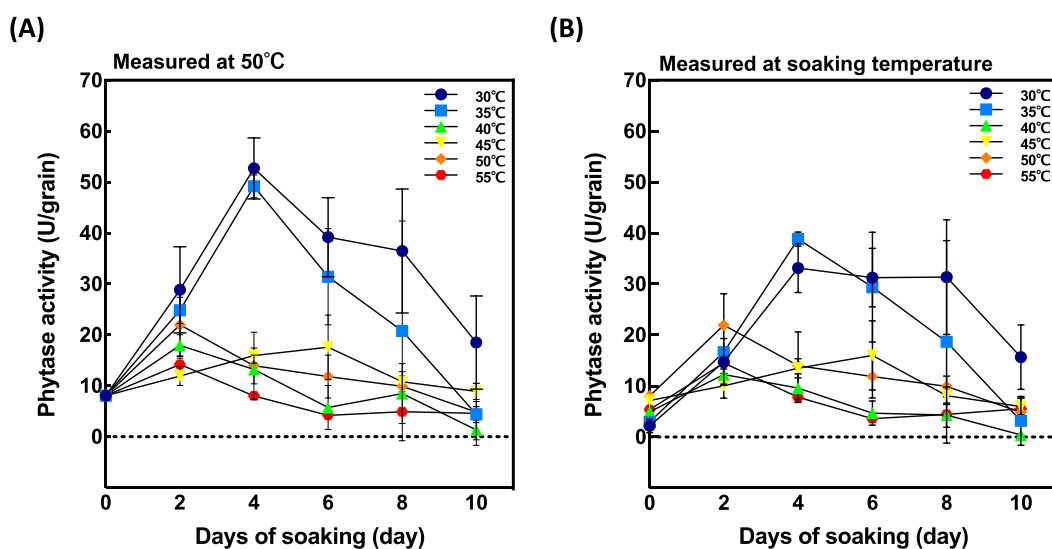 (A)
Measured at 50℃
70
60
50
40
30
20
10
0
Phytase activity (U/grain)
30℃
35℃
40℃
45℃
50℃
55℃
0 2 4 6 8 10
Days of soaking (day)
(B)
Measured at soaking temperature
70
60
50
40
30
20
10
0
Phytase activity (U/grain)
30℃
35℃
40℃
45℃
50℃
55℃
0 2 4 6 8 10
Days of soaking (day)